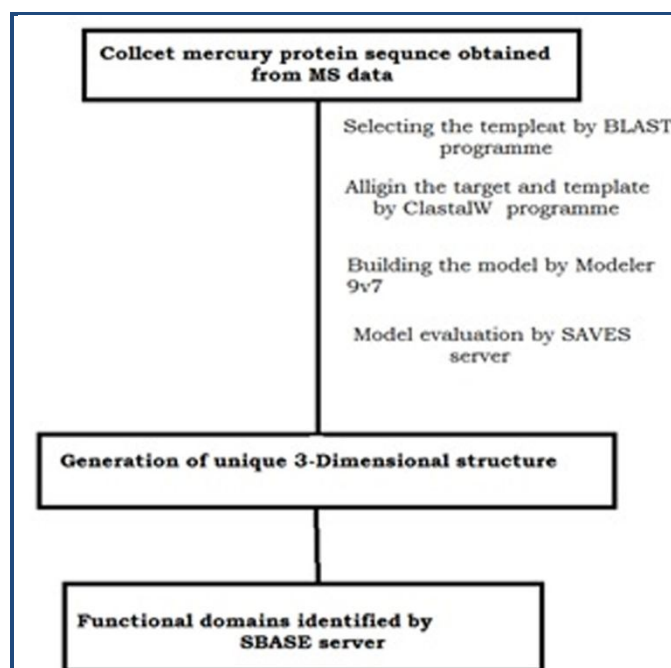 Collcet mercury protein sequnce obtained
from MS data
Selecting the templeat by BLAST
programme
Alligin the target and template
by ClastalW programme
Building the model by Modeler
9v7
Model evaluation by SAVES
server
Generation of unique 3-Dimensional structure
Functional domains identified by
SBASE server